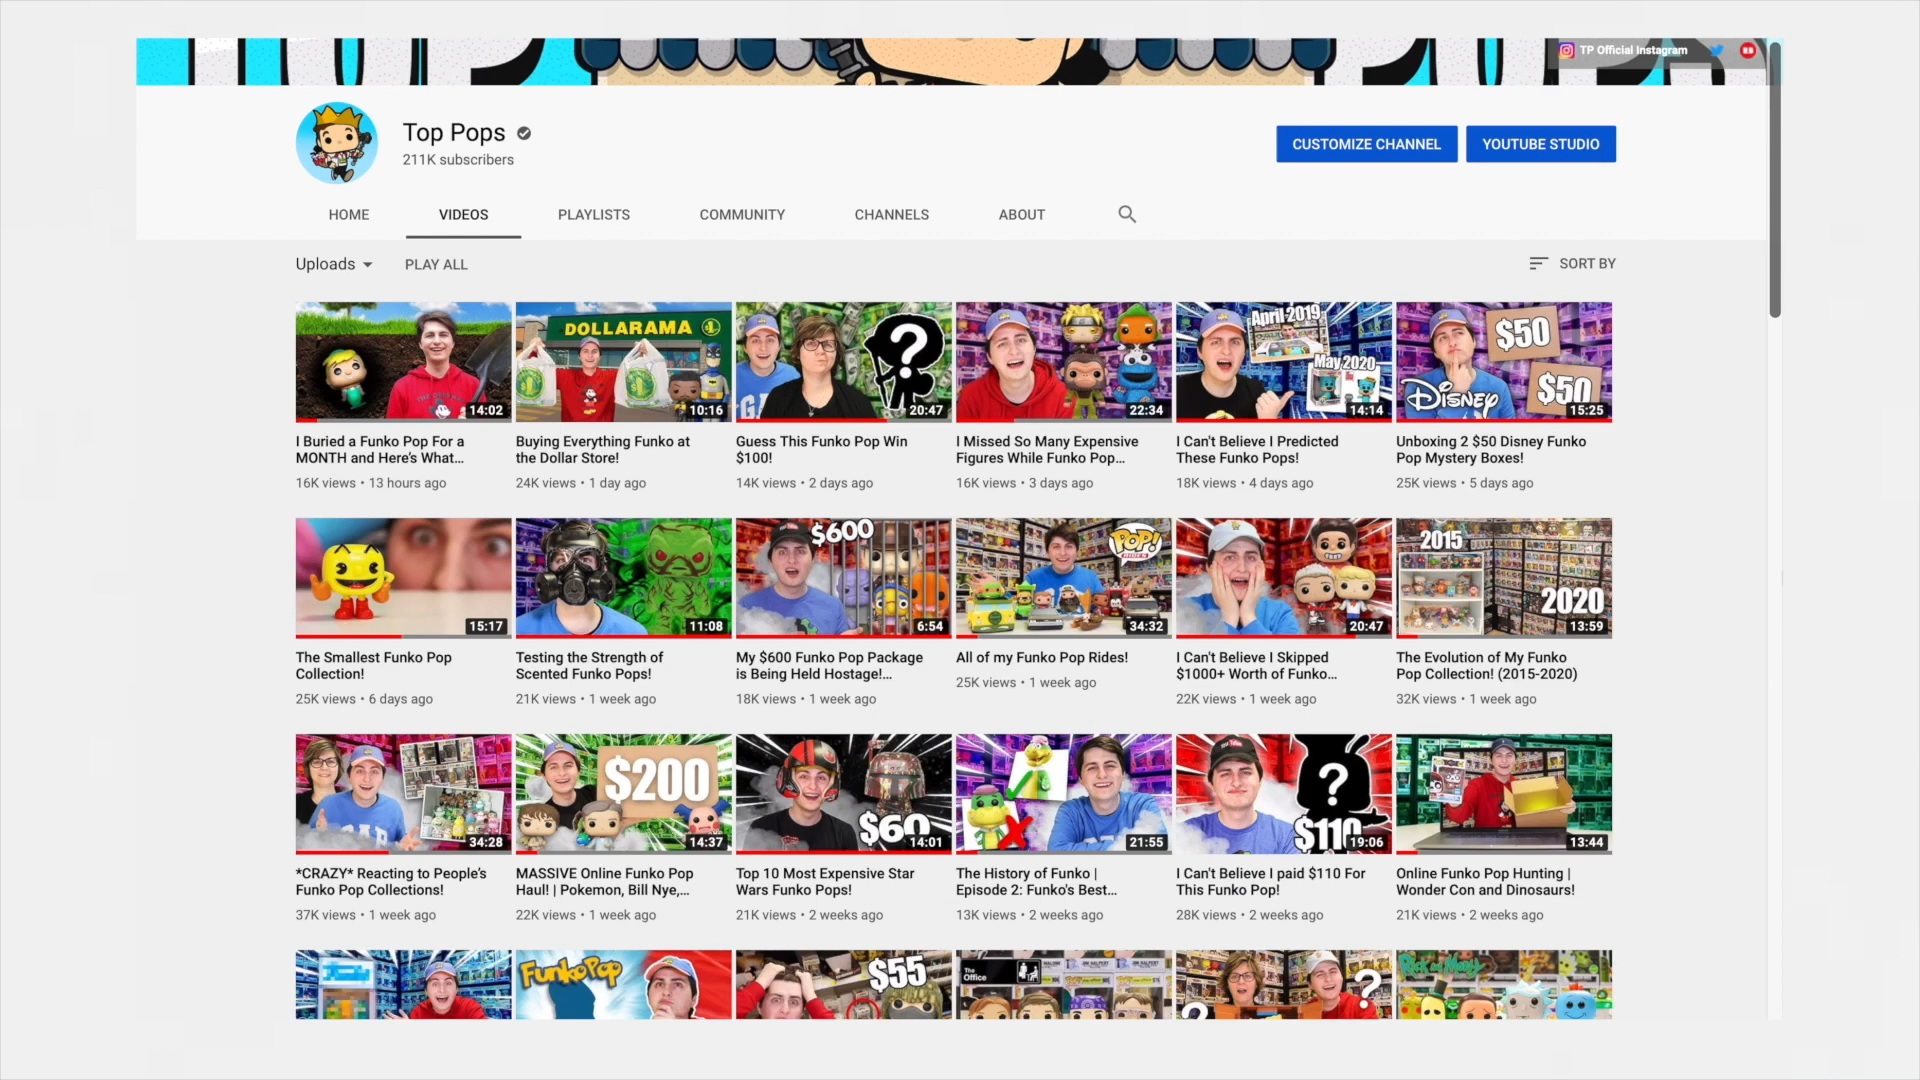 TP Official Instagram
Top Pops
211K subscribers
CUSTOMIZE CHANNEL
YOUTUBE STUDIO
HOME
VIDEOS
PLAYLISTS
COMMUNITY
CHANNELS
ABOUT
Uploads
PLAY ALL
SORT BY
14:02
DOLLARAMA
10:16
?
20:47
22:34
April 2019
May 2020
14:14
$50
$50
Disney
15:25
I Buried a Funko Pop For a
MONTH and Here's What...
16K views • 13 hours ago
Buying Everything Funko at
the Dollar Store!
24K views • 1 day ago
Guess This Funko Pop Win
$100!
14K views • 2 days ago
I Missed So Many Expensive
Figures While Funko Pop...
16K views • 3 days ago
I Can't Believe I Predicted
These Funko Pops!
18K views • 4 days ago
Unboxing 2 $50 Disney Funko
Pop Mystery Boxes!
25K views • 5 days ago
15:17
11:08
$600
6:54
POP!
34:32
20:47
2015
2020
13:59
The Smallest Funko Pop
Collection!
25K views • 6 days ago
Testing the Strength of
Scented Funko Pops!
21K views • 1 week ago
My $600 Funko Pop Package
is Being Held Hostage!...
18K views • 1 week ago
All of my Funko Pop Rides!
25K views • 1 week ago
I Can't Believe I Skipped
$1000+ Worth of Funko...
22K views • 1 week ago
The Evolution of My Funko
Pop Collection! (2015-2020)
32K views • 1 week ago
34:28
$200
14:37
$60
14:01
21:55
?
$110
19:06
13:44
*CRAZY* Reacting to People's
Funko Pop Collections!
37K views • 1 week ago
MASSIVE Online Funko Pop
Haul! | Pokemon, Bill Nye,...
22K views • 1 week ago
Top 10 Most Expensive Star
Wars Funko Pops!
21K views • 2 weeks ago
The History of Funko |
Episode 2: Funko's Best...
13K views • 2 weeks ago
I Can't Believe I paid $110 For
This Funko Pop!
28K views • 2 weeks ago
Online Funko Pop Hunting |
Wonder Con and Dinosaurs!
21K views • 2 weeks ago
Funko Pop
$55
The
Office
?
?
Rick and Morty